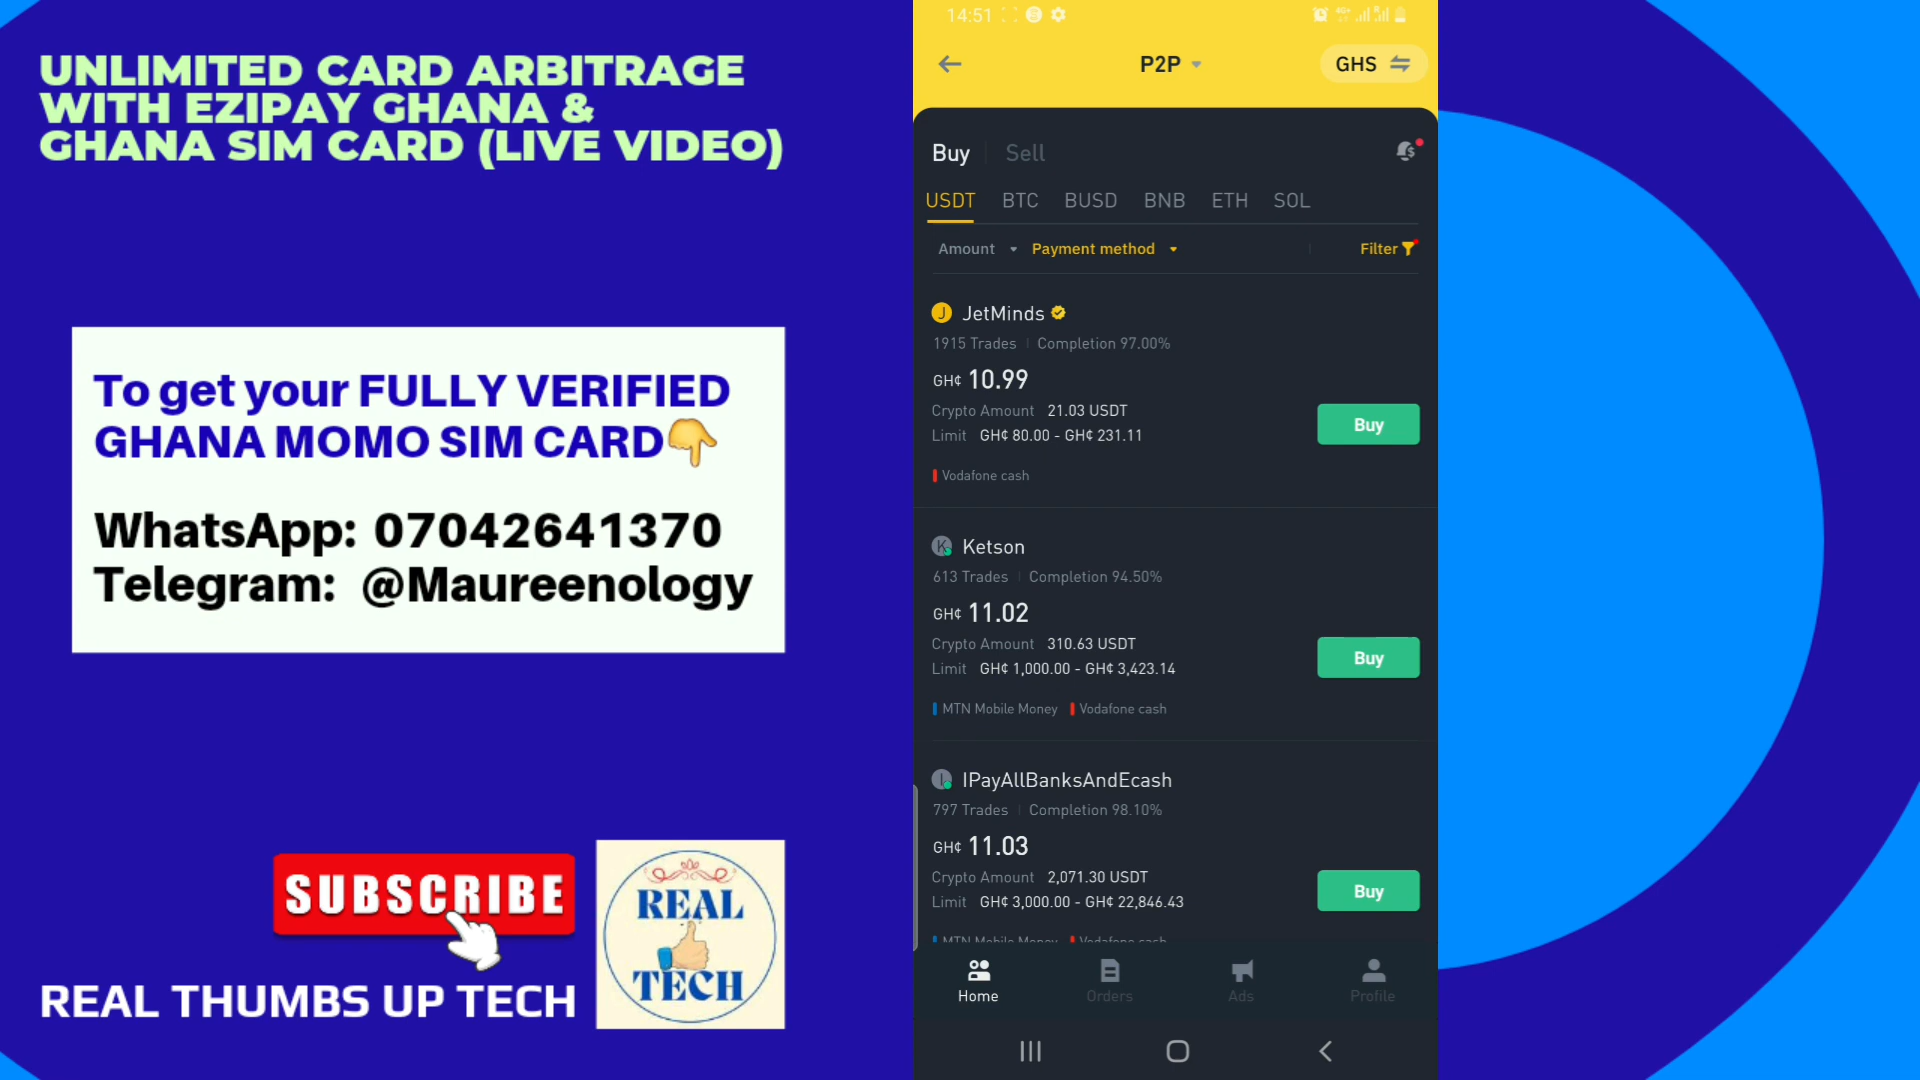 UNLIMITED CARD ARBITRAGE
WITH EZIPAY GHANA &
GHANA SIM CARD (LIVE VIDEO)
To get your FULLY VERIFIED
GHANA MOMO SIM CARD👇
WhatsApp: 07042641370
Telegram: @Maureenology
SUBSCRIBE
REAL THUMBS UP TECH
REAL
TECH
14:51
P2P
GHS
Buy
Sell
USDT BTC BUSD BNB ETH SOL
Amount Payment method Filter
J JetMinds
1915 Trades Completion 97.00%
GH¢ 10.99
Crypto Amount 21.03 USDT
Limit GH¢ 80.00 - GH¢ 231.11
Buy
Vodafone cash
K Ketson
613 Trades Completion 94.50%
GH¢ 11.02
Crypto Amount 310.63 USDT
Limit GH¢ 1,000.00 - GH¢ 3,423.14
Buy
MTN Mobile Money Vodafone cash
I IPayAllBanksAndEcash
797 Trades Completion 98.10%
GH¢ 11.03
Crypto Amount 2,071.30 USDT
Limit GH¢ 3,000.00 - GH¢ 22,846.43
Buy
MTN Mobile Money Vodafone cash
Home Orders Ads Profile